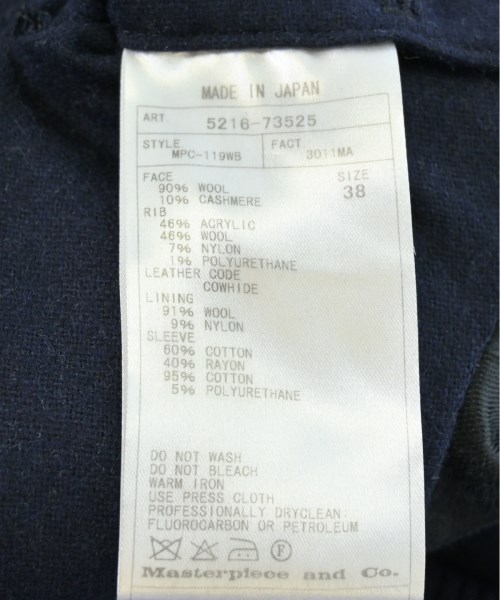 MADE IN JAPAN
ART 5216-73525
STYLE MPC-119WB FACT. 3011MA
FACE SIZE
90% WOOL 38
10% CASHMERE
RIB
46% ACRYLIC
46% WOOL
7% NYLON
1% POLYURETHANE
LEATHER CODE
COWHIDE
LINING
91% WOOL
9% NYLON
SLEEVE
60% COTTON
40% RAYON
95% COTTON
5% POLYURETHANE
DO NOT WASH
DO NOT BLEACH
WARM IRON
USE PRESS CLOTH
PROFESSIONALLY DRYCLEAN
FLUOROCARBON OR PETROLEUM
F
Masterpiece and Co.